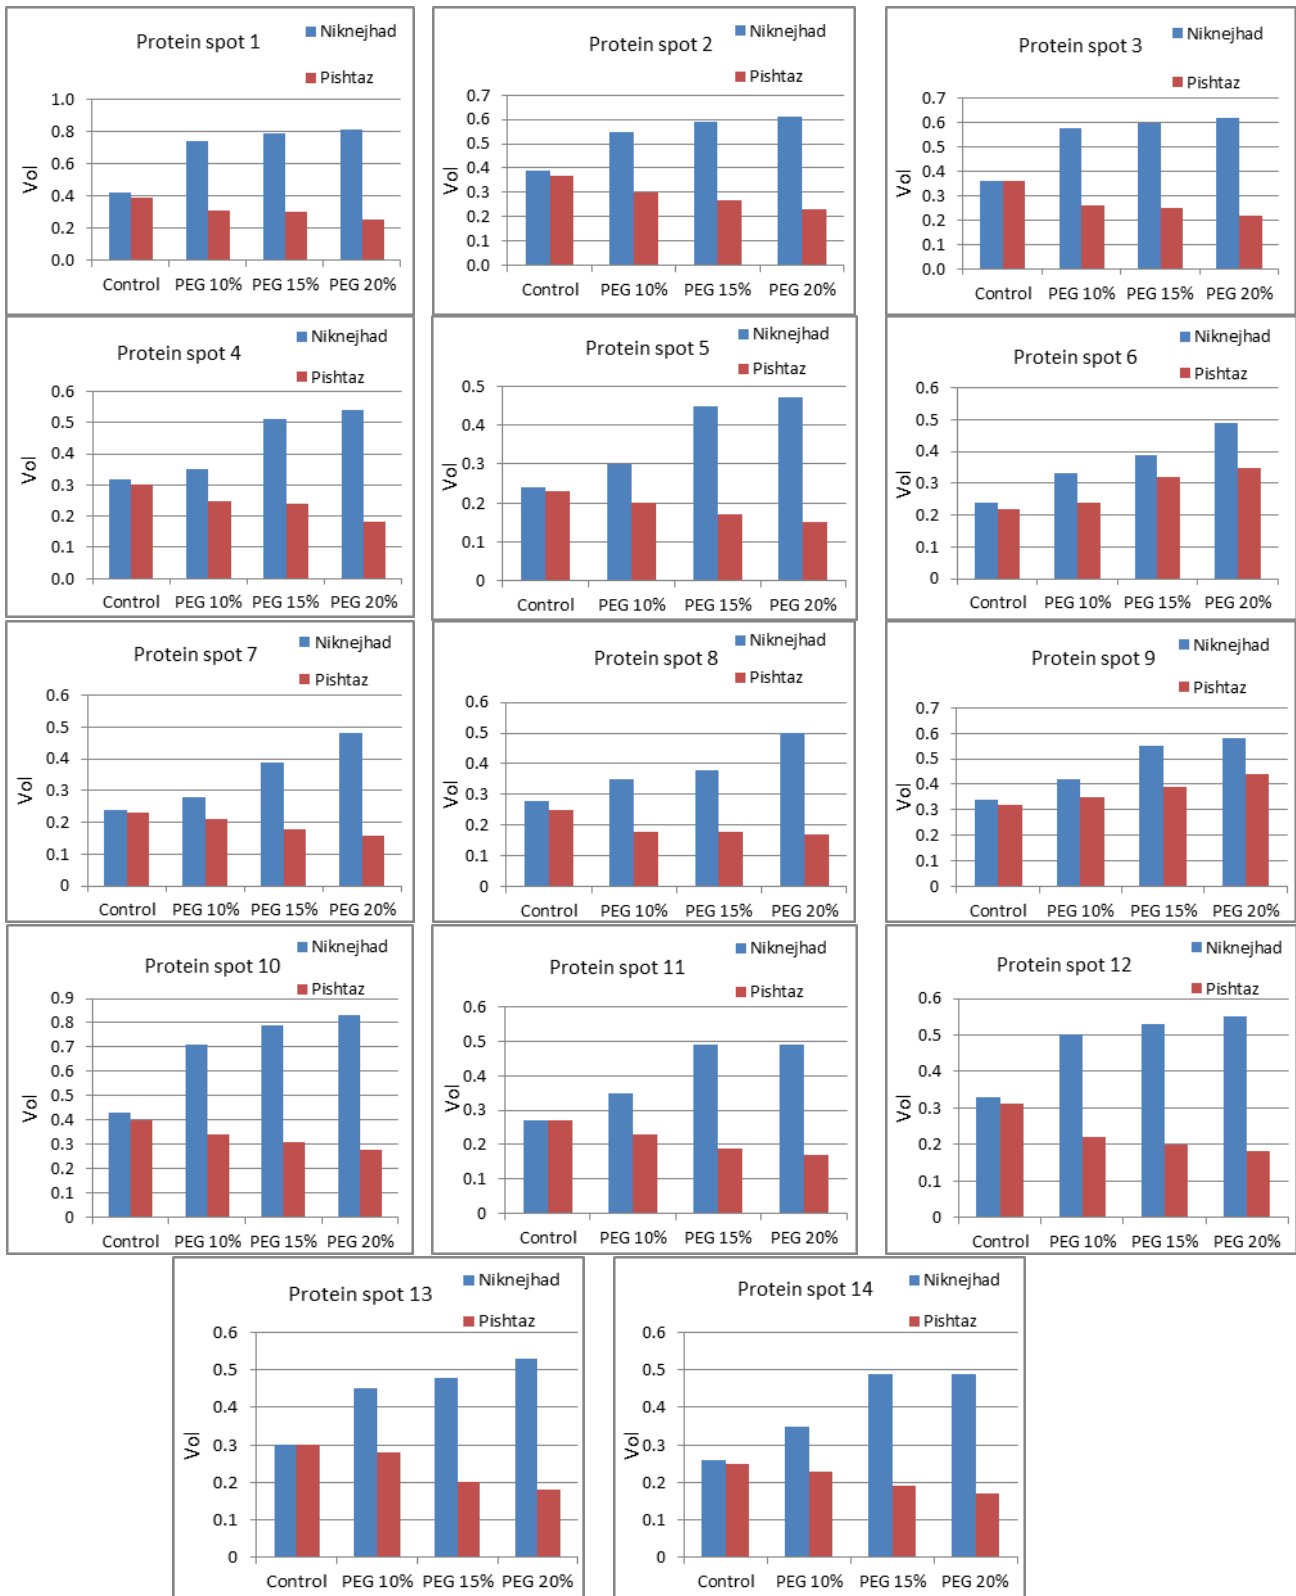 Protein spot 1
Niknejhad
Pishtaz
Vol
1.0
0.8
0.6
0.4
0.2
0.0
Control PEG 10% PEG 15% PEG 20%
Protein spot 2
Niknejhad
Pishtaz
Vol
0.7
0.6
0.5
0.4
0.3
0.2
0.1
0.0
Control PEG 10% PEG 15% PEG 20%
Protein spot 3
Niknejhad
Pishtaz
Vol
0.7
0.6
0.5
0.4
0.3
0.2
0.1
0.0
Control PEG 10% PEG 15% PEG 20%
Protein spot 4
Niknejhad
Pishtaz
Vol
0.6
0.5
0.4
0.3
0.2
0.1
0.0
Control PEG 10% PEG 15% PEG 20%
Protein spot 5
Niknejhad
Pishtaz
Vol
0.5
0.4
0.3
0.2
0.1
0
Control PEG 10% PEG 15% PEG 20%
Protein spot 6
Niknejhad
Pishtaz
Vol
0.6
0.5
0.4
0.3
0.2
0.1
0
Control PEG 10% PEG 15% PEG 20%
Protein spot 7
Niknejhad
Pishtaz
Vol
0.6
0.5
0.4
0.3
0.2
0.1
0
Control PEG 10% PEG 15% PEG 20%
Protein spot 8
Niknejhad
Pishtaz
Vol
0.6
0.5
0.4
0.3
0.2
0.1
0
Control PEG 10% PEG 15% PEG 20%
Protein spot 9
Niknejhad
Pishtaz
Vol
0.7
0.6
0.5
0.4
0.3
0.2
0.1
0
Control PEG 10% PEG 15% PEG 20%
Protein spot 10
Niknejhad
Pishtaz
Vol
0.9
0.8
0.7
0.6
0.5
0.4
0.3
0.2
0.1
0
Control PEG 10% PEG 15% PEG 20%
Protein spot 11
Niknejhad
Pishtaz
Vol
0.6
0.5
0.4
0.3
0.2
0.1
0
Control PEG 10% PEG 15% PEG 20%
Protein spot 12
Niknejhad
Pishtaz
Vol
0.6
0.5
0.4
0.3
0.2
0.1
0
Control PEG 10% PEG 15% PEG 20%
Protein spot 13
Niknejhad
Pishtaz
Vol
0.6
0.5
0.4
0.3
0.2
0.1
0
Control PEG 10% PEG 15% PEG 20%
Protein spot 14
Niknejhad
Pishtaz
Vol
0.6
0.5
0.4
0.3
0.2
0.1
0
Control PEG 10% PEG 15% PEG 20%